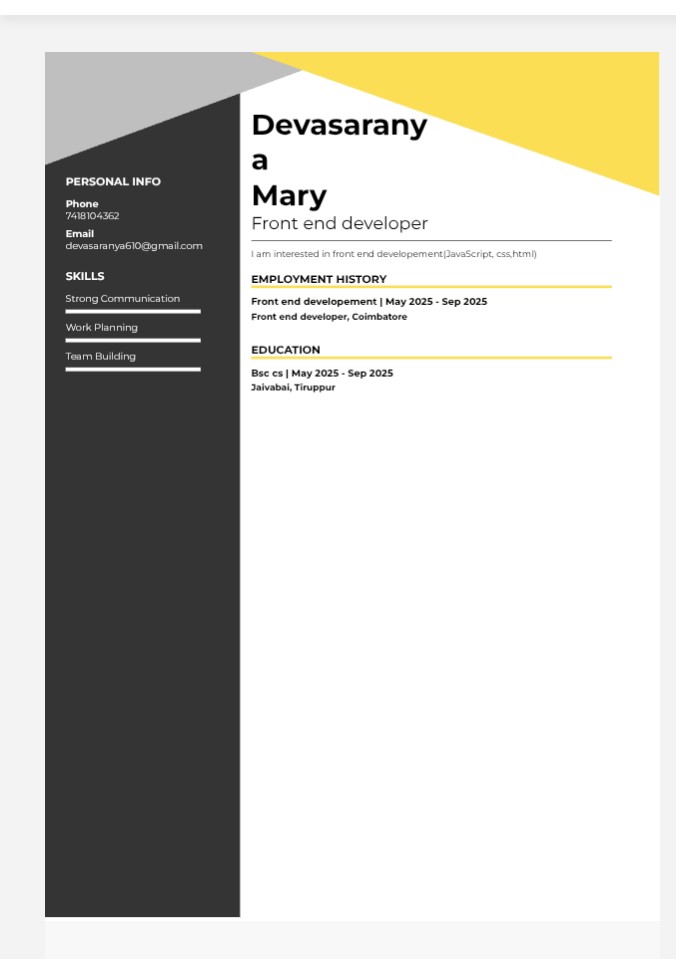 Devasarany
a
Mary
Front end developer
I am interested in front end developement(JavaScript, css,html)
EMPLOYMENT HISTORY
Front end developement | May 2025 - Sep 2025
Front end developer, Coimbatore
EDUCATION
Bsc cs | May 2025 - Sep 2025
Jaivabai, Tiruppur
PERSONAL INFO
Phone
7418104362
Email
devasaranya610@gmail.com
SKILLS
Strong Communication
Work Planning
Team Building